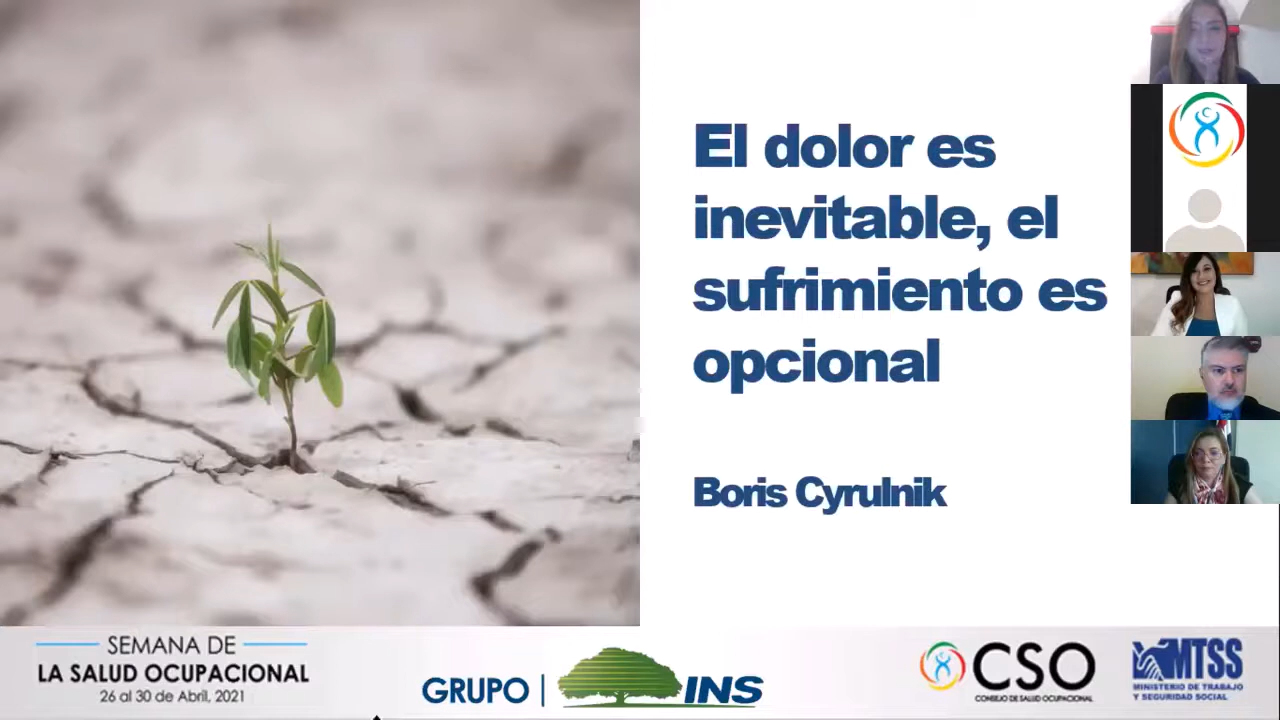 El dolor es
inevitable, el
sufrimiento es
opcional
Boris Cyrulnik
SEMANA DE
LA SALUD OCUPACIONAL
26 al 30 de Abril, 2021
GRUPO
INS
CSO
CONSEJO DE SALUD OCUPACIONAL
MTSS
MINISTERIO DE TRABAJO
Y SEGURIDAD SOCIAL